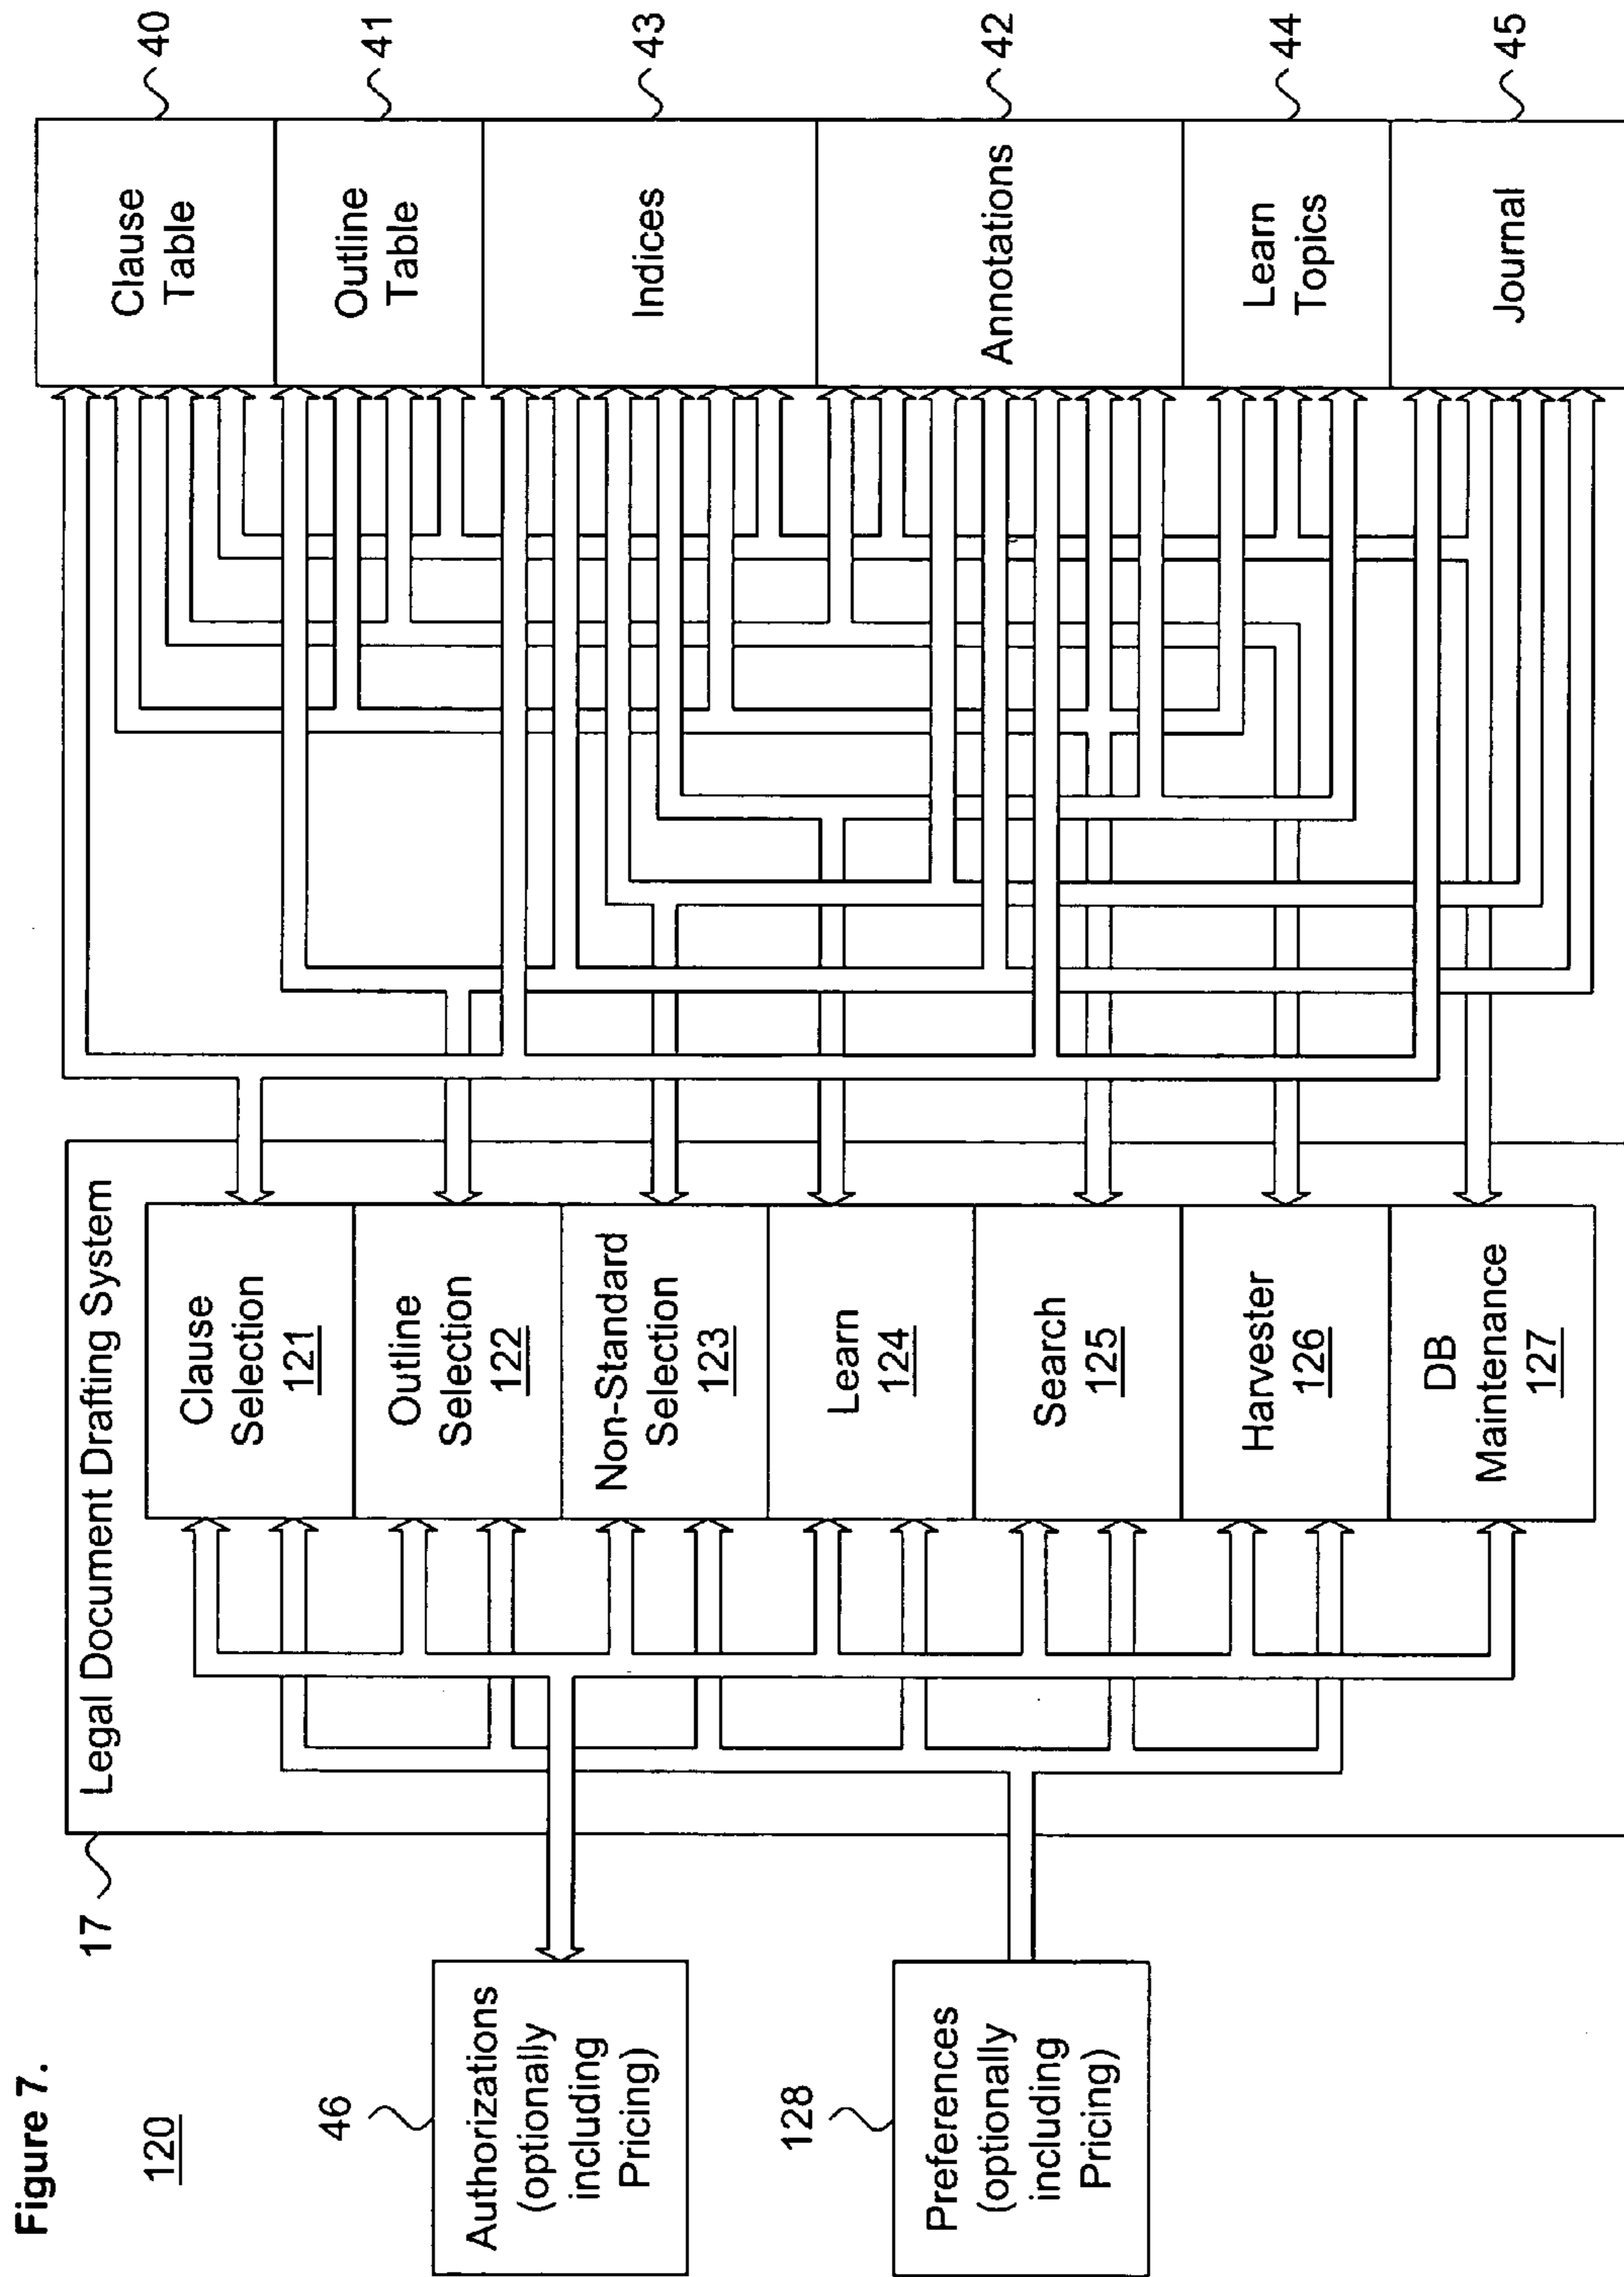 Figure 7.
120
17
Legal Document Drafting System
46
Authorizations
(optionally
including
Pricing)
128
Preferences
(optionally
including
Pricing)
Clause
Selection
121
Outline
Selection
122
Non-Standard
Selection
123
Learn
124
Search
125
Harvester
126
DB
Maintenance
127
Clause
Table
40
Outline
Table
41
Indices
43
Annotations
42
Learn
Topics
44
Journal
45